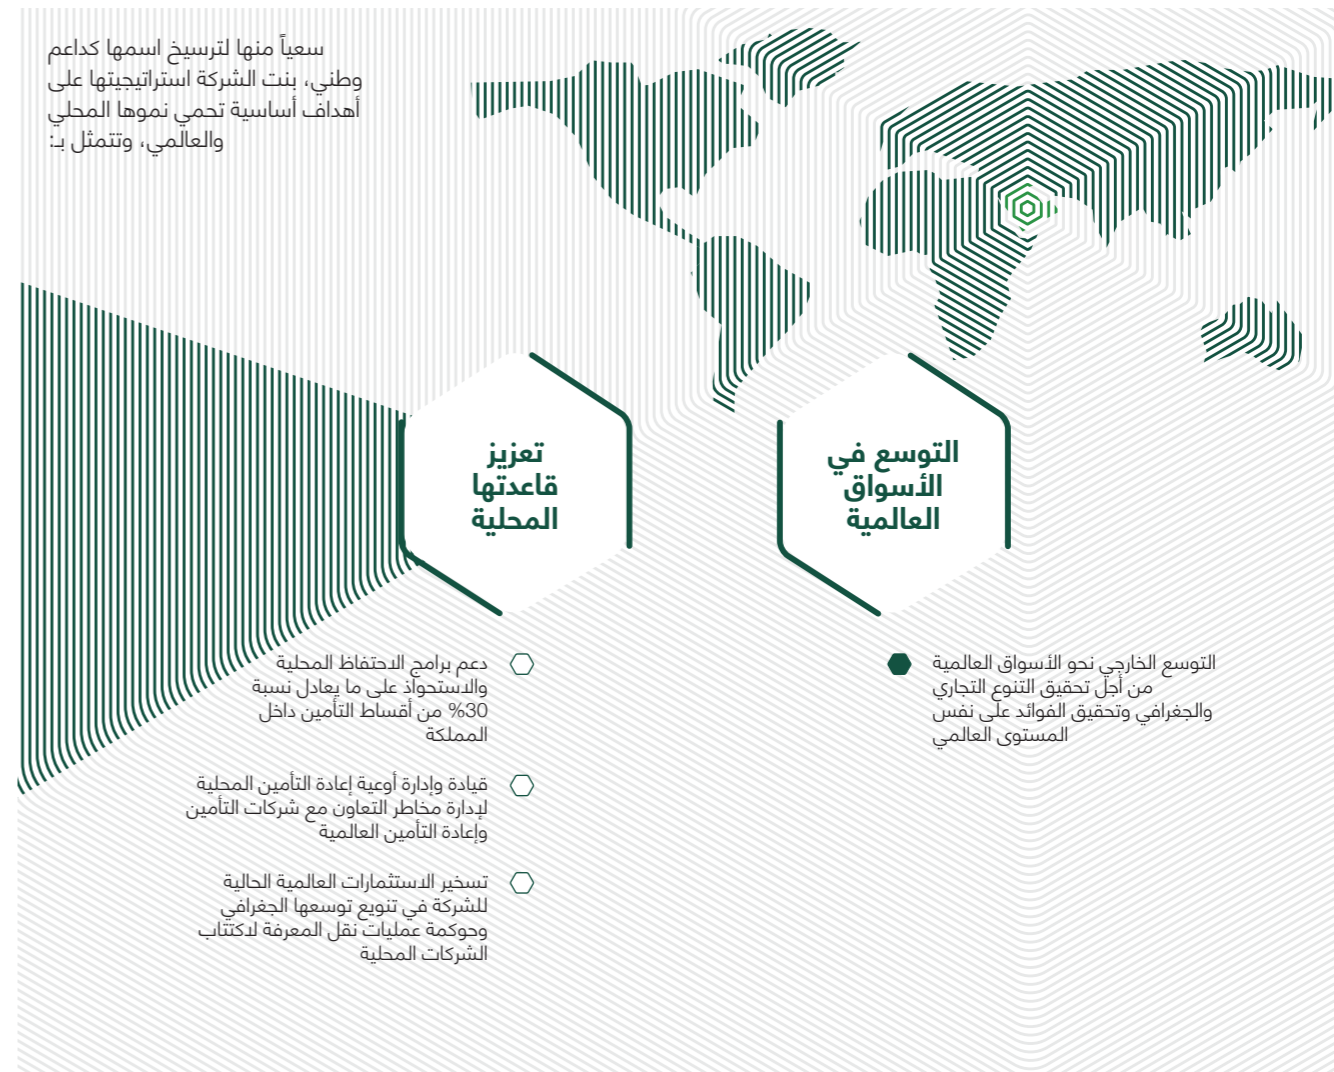 سعياً منها لترسيخ اسمها كداعم
وطني، بنت الشركة استراتيجيتها على
أهداف أساسية تحمي نموها المحلي
والعالمي، وتتمثل بـ:
التوسع في
الأسواق
العالمية
التوسع الخارجي نحو الأسواق العالمية
من أجل تحقيق التنوع التجاري
والجغرافي وتحقيق الفوائد على نفس
المستوى العالمي
تعزيز
قاعدتها
المحلية
دعم برامج الاحتفاظ المحلية
والاستحواذ على ما يعادل نسبة
30% من أقساط التأمين داخل
المملكة
قيادة وإدارة أوعية إعادة التأمين المحلية
لإدارة مخاطر التعاون مع شركات التأمين
وإعادة التأمين العالمية
تسخير الاستثمارات العالمية الحالية
للشركة في تنويع توسعها الجغرافي
وحوكمة عمليات نقل المعرفة لاكتتاب
الشركات المحلية